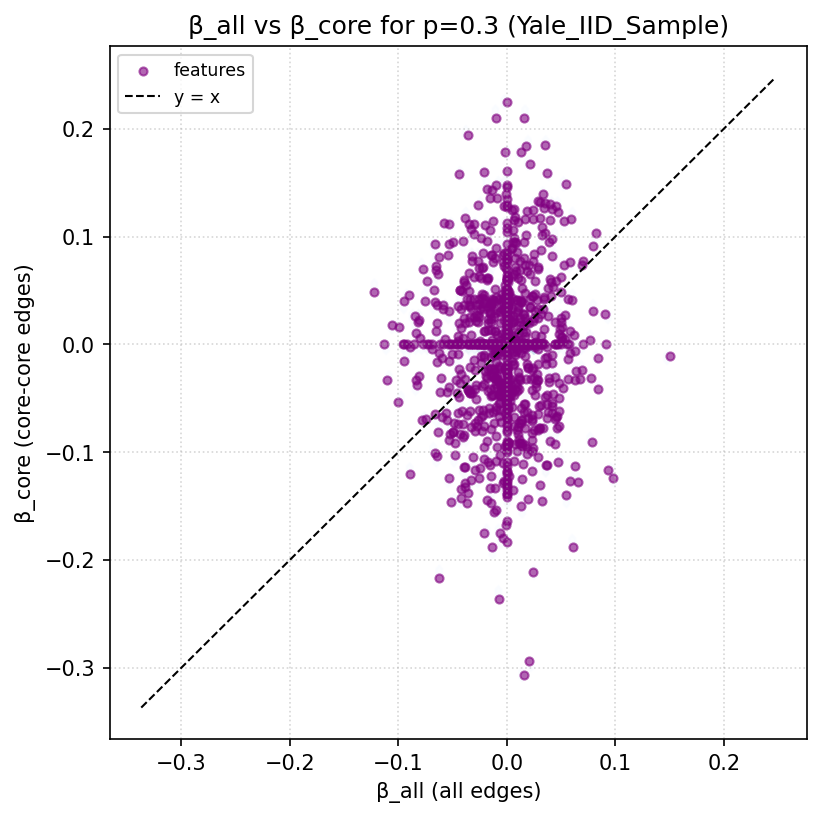 β_all vs β_core for p=0.3 (Yale_IID_Sample)
features
y = x
0.2
0.1
0.0
−0.1
−0.2
−0.3
β_core (core-core edges)
−0.3
−0.2
−0.1
0.0
0.1
0.2
β_all (all edges)